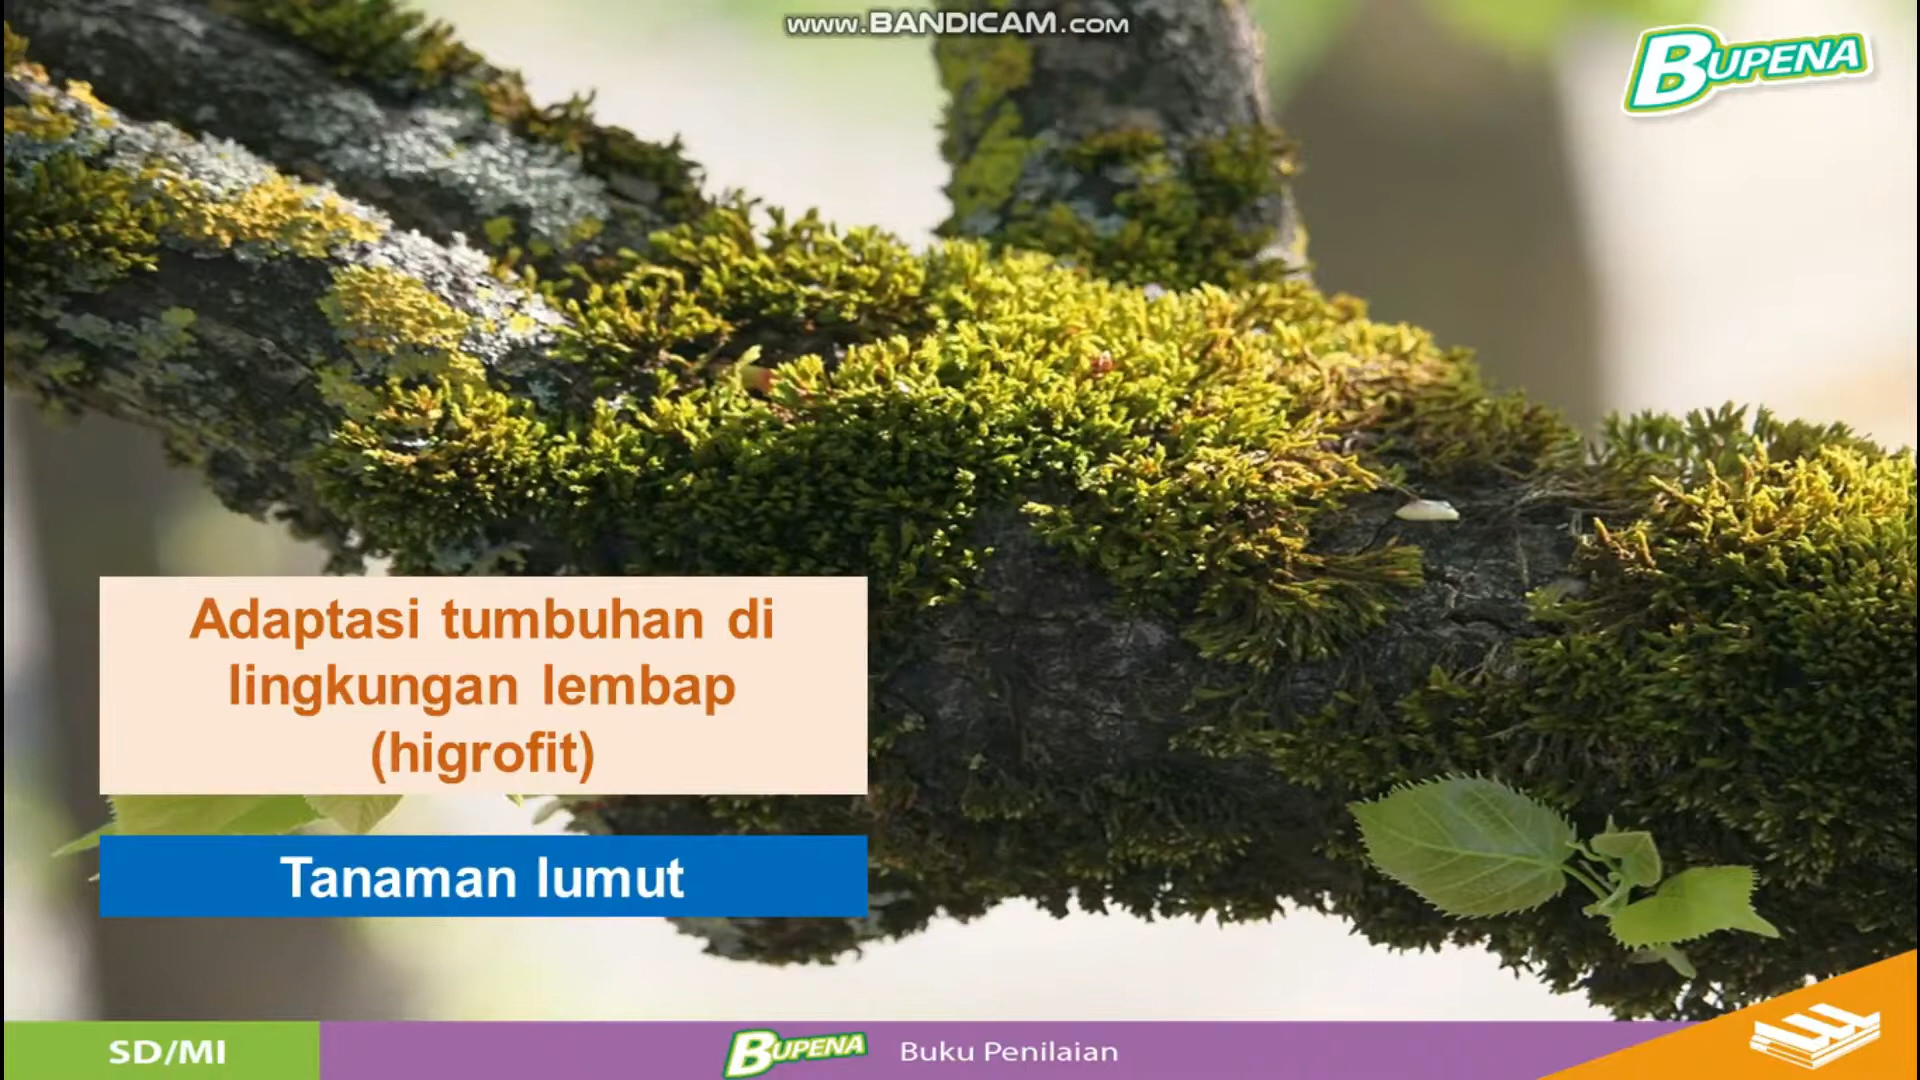 www.BANDICAM.COM
BUPENA
Adaptasi tumbuhan di
lingkungan lembap
(higrofit)
Tanaman lumut
SD/MI
BUPENA
Buku Penilaian